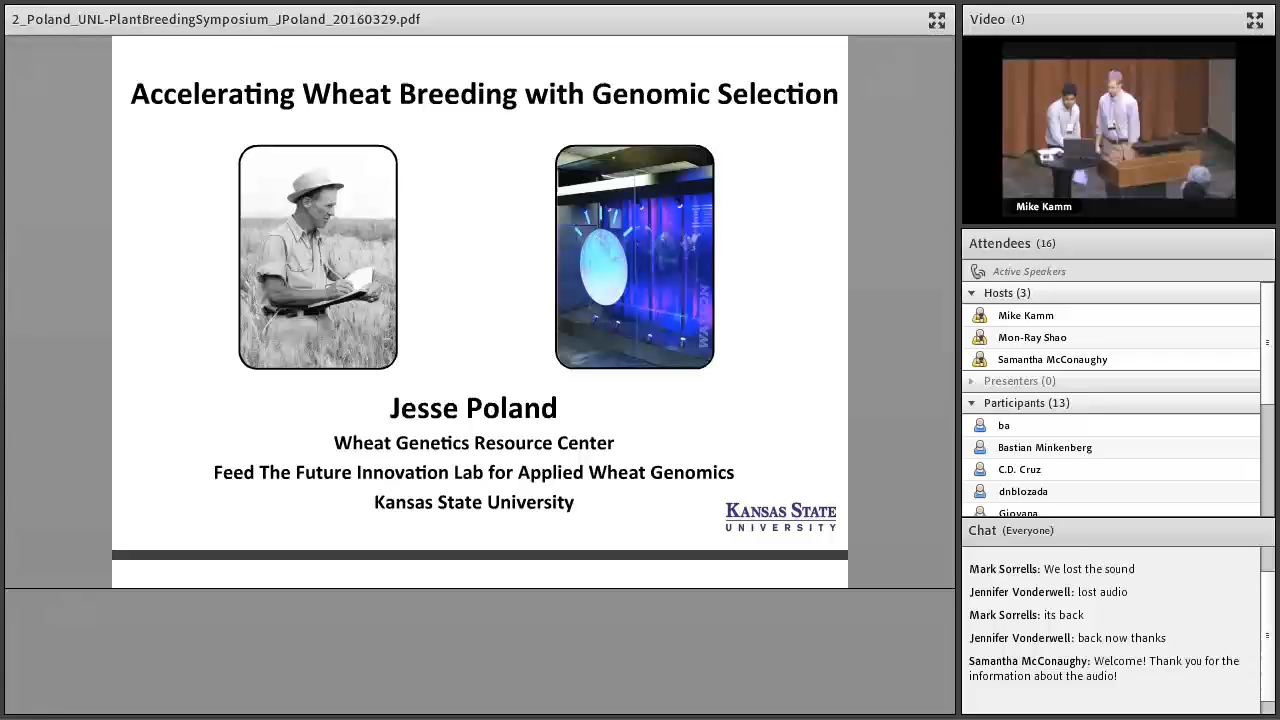 2_Poland_UNL-PlantBreedingSymposium_JPoland_20160329.pdf
Accelerating Wheat Breeding with Genomic Selection
WATSON
Jesse Poland
Wheat Genetics Resource Center
Feed The Future Innovation Lab for Applied Wheat Genomics
Kansas State University
KANSAS STATE
UNIVERSITY
Video (1)
Mike Kamm
Attendees (16)
Active Speakers
Hosts (3)
Mike Kamm
Mon-Ray Shao
Samantha McConaughy
Presenters (0)
Participants (13)
ba
Bastian Minkenberg
C.D. Cruz
dnblozada
Giovana
Chat (Everyone)
Mark Sorrells: We lost the sound
Jennifer Vonderwell: lost audio
Mark Sorrells: its back
Jennifer Vonderwell: back now thanks
Samantha McConaughy: Welcome! Thank you for the
information about the audio!